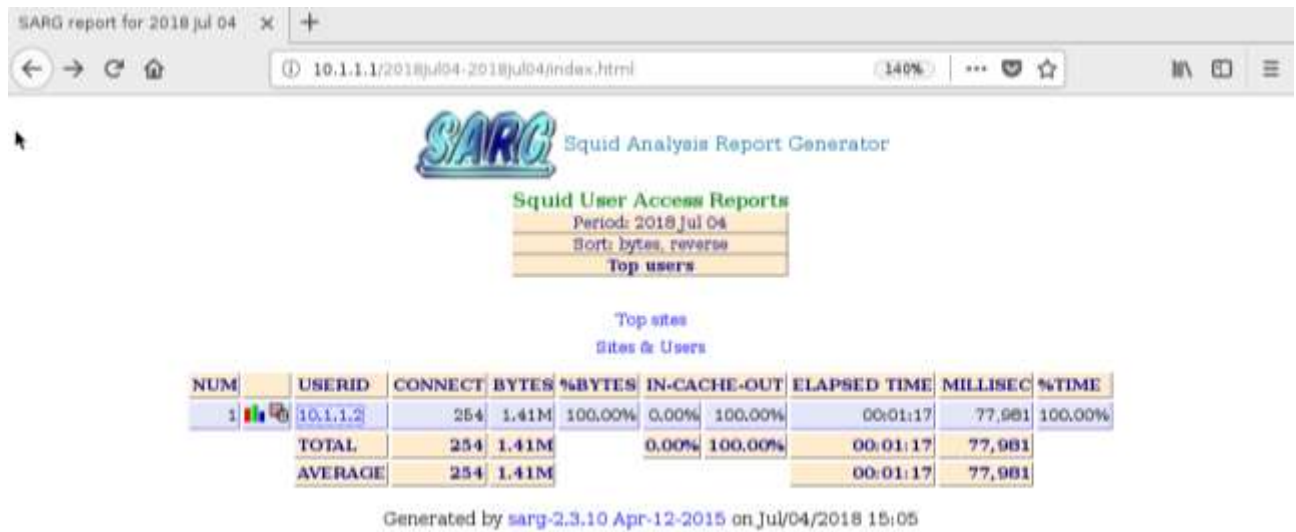 SARG report for 2018 Jul 04
10.1.1.1/2018Jul04-2018Jul04/index.html 140%
SARG Squid Analysis Report Generator
Squid User Access Reports
Period: 2018 Jul 04
Sort: bytes, reverse
Top users
Top sites
Sites & Users
NUM USERID CONNECT BYTES %BYTES IN-CACHE-OUT ELAPSED TIME MILLISEC %TIME
1 10.1.1.2 254 1.41M 100.00% 0.00% 100.00% 00:01:17 77,981 100.00%
TOTAL 254 1.41M 0.00% 100.00% 00:01:17 77,981
AVERAGE 254 1.41M 00:01:17 77,981
Generated by sarg-2.3.10 Apr-12-2015 on Jul/04/2018 15:05